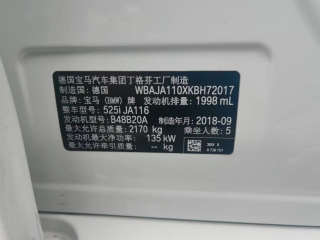 德国宝马汽车集团丁格芬工厂制造
制造国：德国 WBAJA110XKBH72017
品牌：宝马 (BMW) 牌 发动机排量：1998 mL
整车型号：525i JA116
发动机型号：B48B20A 制造年月：2018-09
最大允许总质量：2170 kg 乘坐人数：5
发动机最大净功率：135 kW
最大允许牵引质量：-- kg